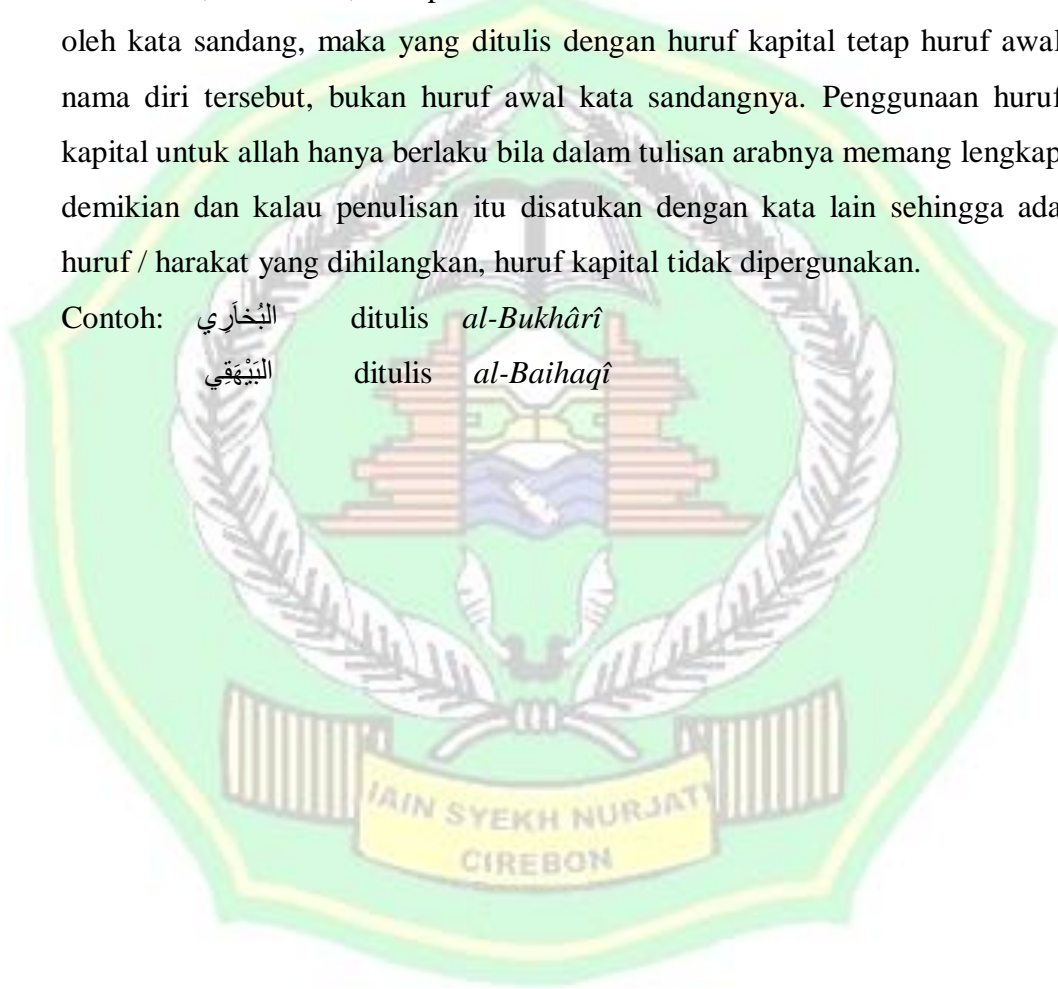 oleh kata sandang, maka yang ditulis dengan huruf kapital tetap huruf awal
nama diri tersebut, bukan huruf awal kata sandangnya. Penggunaan huruf
kapital untuk allah hanya berlaku bila dalam tulisan arabnya memang lengkap
demikian dan kalau penulisan itu disatukan dengan kata lain sehingga ada
huruf / harakat yang dihilangkan, huruf kapital tidak dipergunakan.
Contoh: البُخاَرِي ditulis al-Bukhârî
البَيْهَقِي ditulis al-Baihaqî
IAIN SYEKH NURJATI
CIREBON